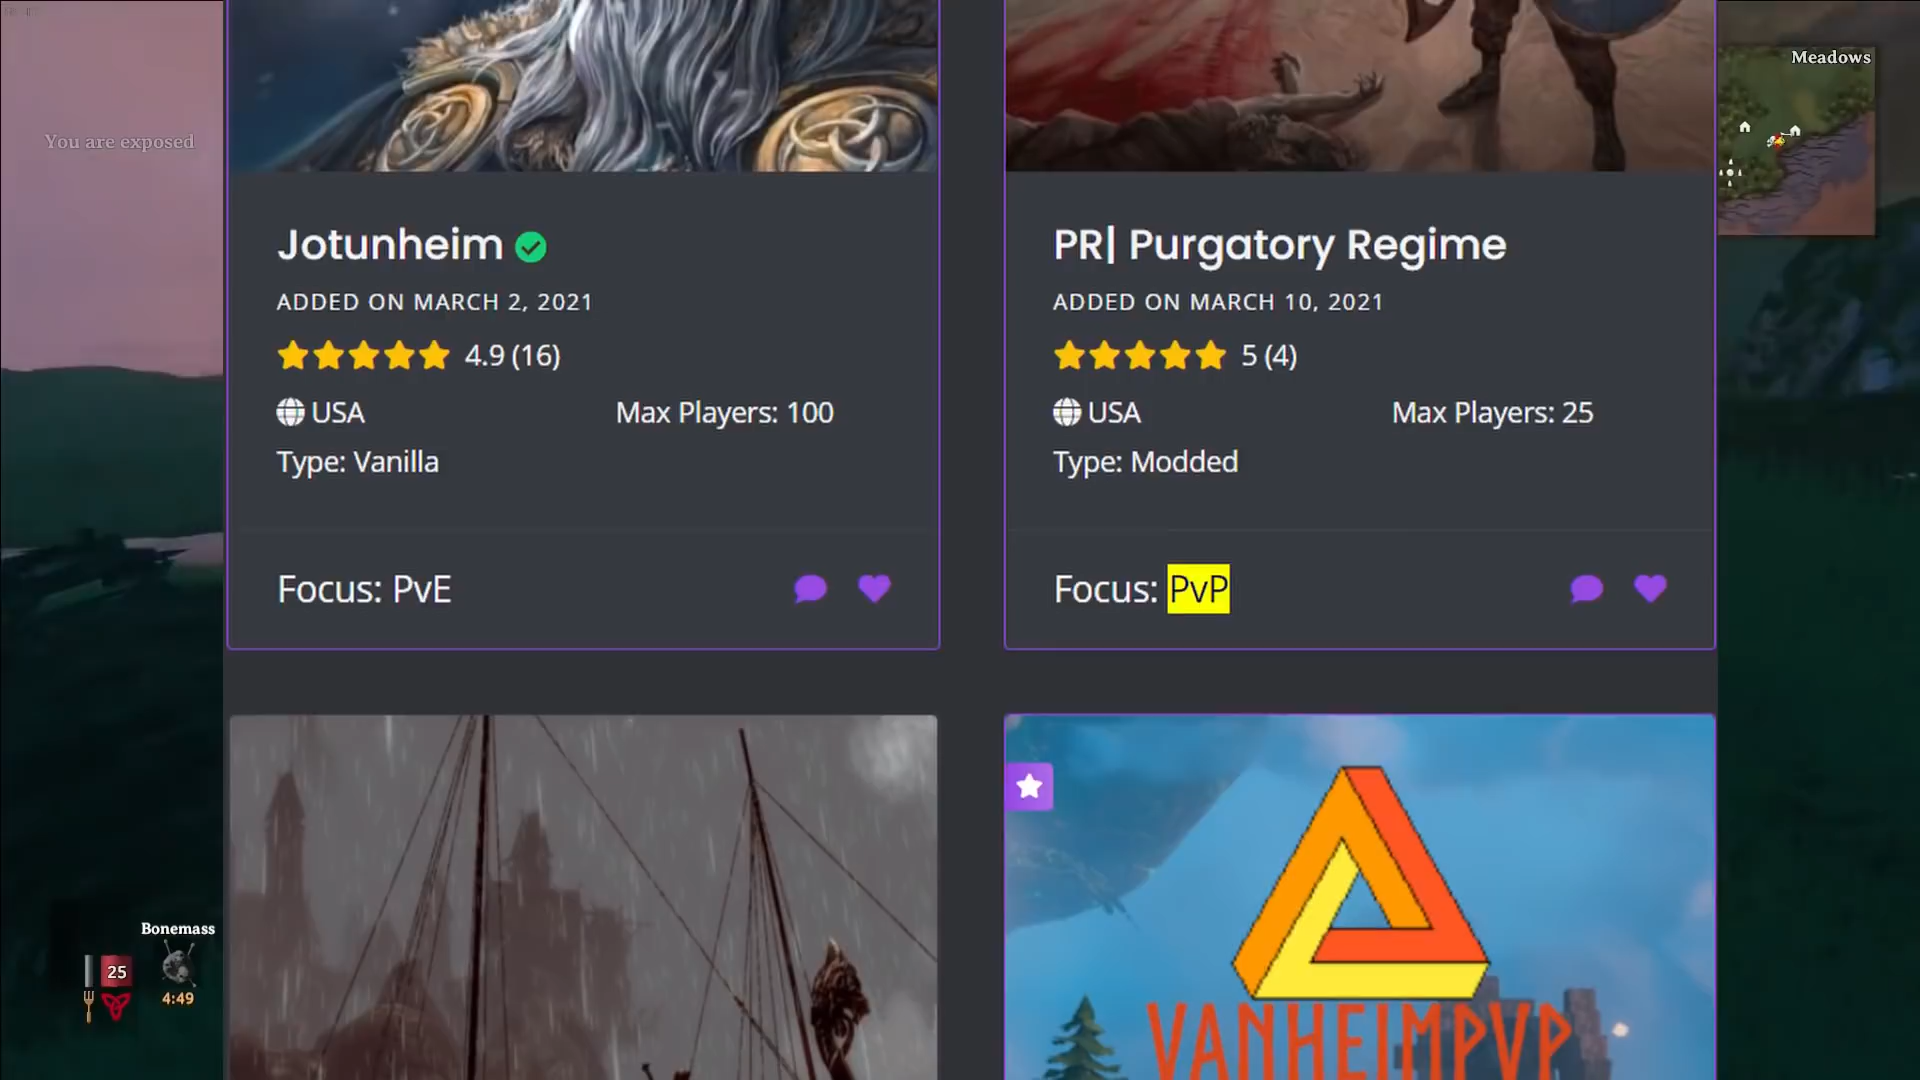 You are exposed
Meadows
Jotunheim
ADDED ON MARCH 2, 2021
4.9 (16)
USA
Max Players: 100
Type: Vanilla
Focus: PvE
PR| Purgatory Regime
ADDED ON MARCH 10, 2021
5 (4)
USA
Max Players: 25
Type: Modded
Focus: PvP
VANHEIMPVP
Bonemass
25
4:49